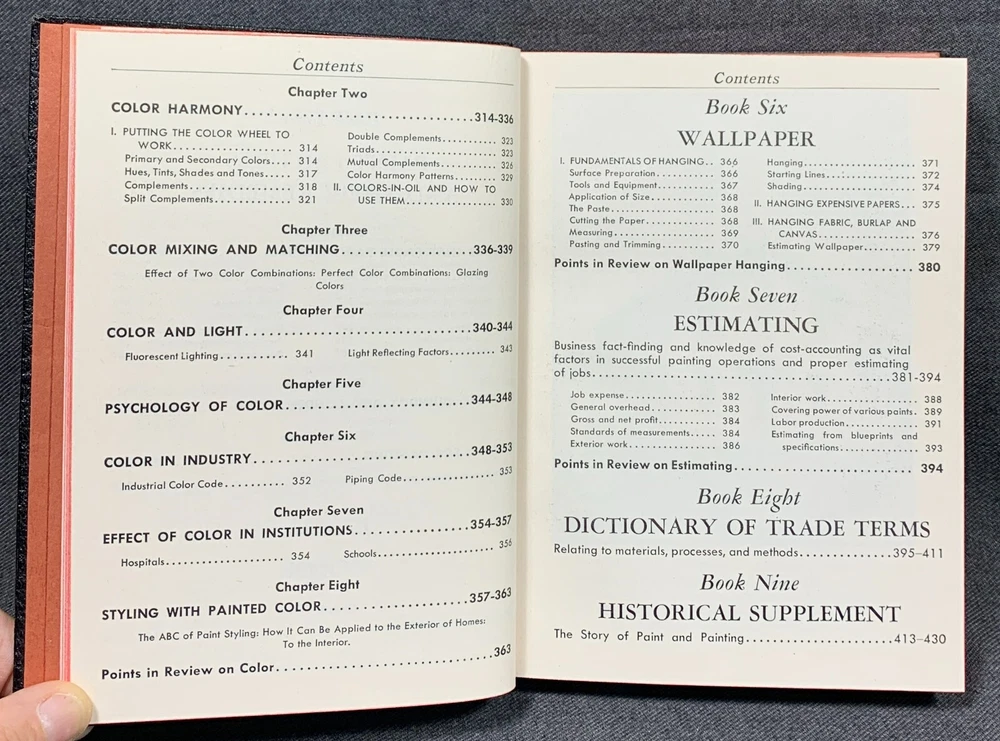 Contents
Chapter Two
COLOR HARMONY..............................314-336
I. PUTTING THE COLOR WHEEL TO
WORK.................... 314
Primary and Secondary Colors.... 314
Hues, Tints, Shades and Tones..... 317
Complements.................... 318
Split Complements............... 321
Double Complements........... 323
Triads....................... 323
Mutual Complements........... 326
Color Harmony Patterns......... 329
II. COLORS-IN-OIL AND HOW TO
USE THEM................. 330
Chapter Three
COLOR MIXING AND MATCHING...................336-339
Effect of Two Color Combinations: Perfect Color Combinations: Glazing
Colors
Chapter Four
COLOR AND LIGHT..............................340-344
Fluorescent Lighting........... 341
Light Reflecting Factors......... 343
Chapter Five
PSYCHOLOGY OF COLOR.........................344-348
Chapter Six
COLOR IN INDUSTRY............................348-353
Industrial Color Code.......... 352
Piping Code.................. 353
Chapter Seven
EFFECT OF COLOR IN INSTITUTIONS................354-357
Hospitals.................... 354
Schools..................... 356
Chapter Eight
STYLING WITH PAINTED COLOR....................357-363
The ABC of Paint Styling: How It Can Be Applied to the Exterior of Homes:
To the Interior.
Points in Review on Color..............................363
Contents
Book Six
WALLPAPER
I. FUNDAMENTALS OF HANGING.. 366
Surface Preparation............ 366
Tools and Equipment........... 367
Application of Size............ 368
The Paste.................... 368
Cutting the Paper............. 368
Measuring.................... 369
Pasting and Trimming.......... 370
Hanging..................... 371
Starting Lines................. 372
Shading..................... 374
II. HANGING EXPENSIVE PAPERS... 375
III. HANGING FABRIC, BURLAP AND
CANVAS................... 376
Estimating Wallpaper.......... 379
Points in Review on Wallpaper Hanging................... 380
Book Seven
ESTIMATING
Business fact-finding and knowledge of cost-accounting as vital
factors in successful painting operations and proper estimating
of jobs........................................381-394
Job expense.................. 382
General overhead.............. 383
Gross and net profit............ 384
Standards of measurements..... 384
Exterior work................. 386
Interior work................. 388
Covering power of various paints. 389
Labor production............. 391
Estimating from blueprints and
specifications............... 393
Points in Review on Estimating.......................... 394
Book Eight
DICTIONARY OF TRADE TERMS
Relating to materials, processes, and methods.............395–411
Book Nine
HISTORICAL SUPPLEMENT
The Story of Paint and Painting.....................413–430